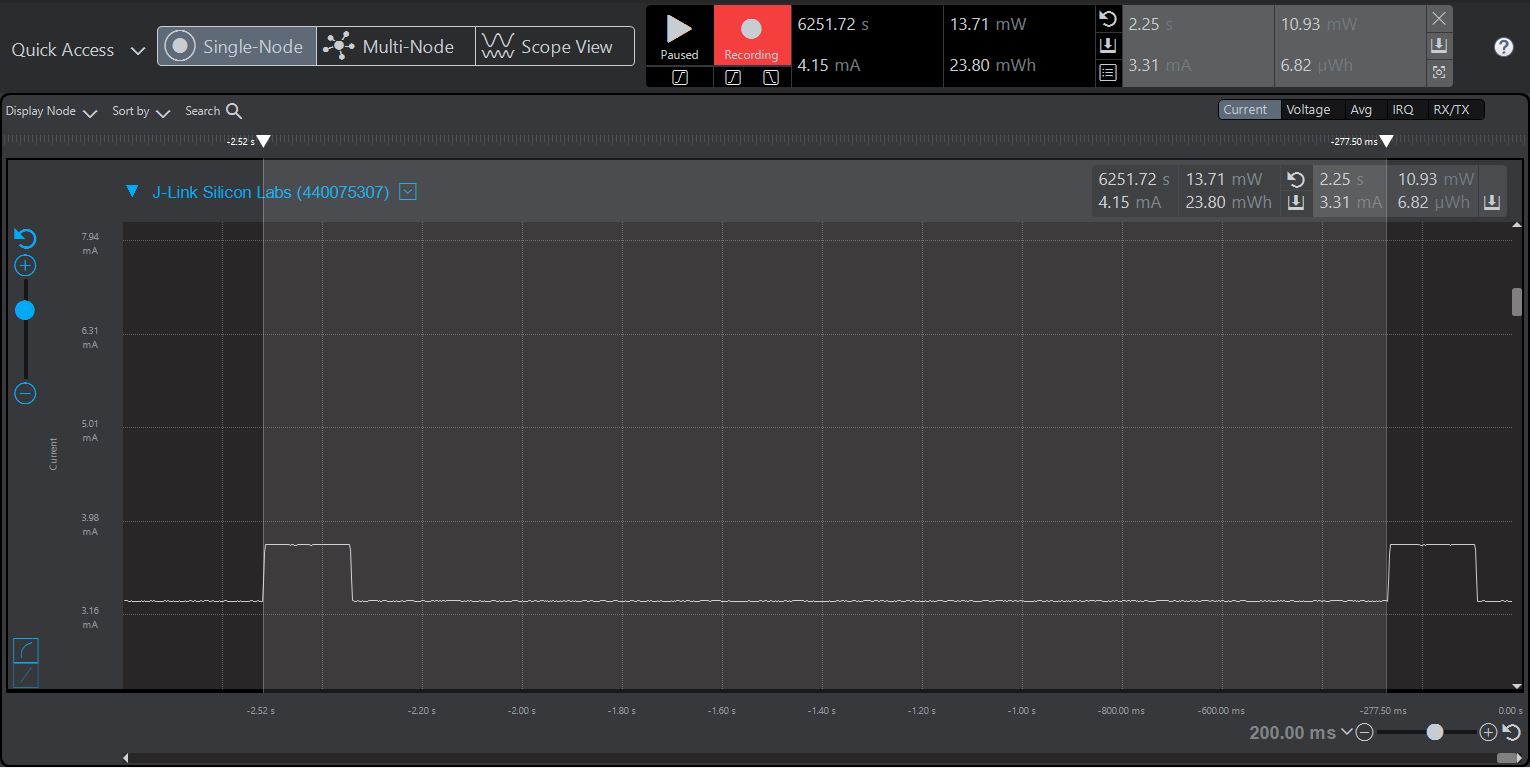 Quick Access
Single-Node
Multi-Node
Scope View
Paused
Recording
6251.72 s
13.71 mW
4.15 mA
23.80 mWh
2.25 s
10.93 mW
3.31 mA
6.82 µWh
?
Display Node
Sort by
Search
Current
Voltage
Avg
IRQ
RX/TX
-2.52 s
-277.50 ms
J-Link Silicon Labs (440075307)
6251.72 s
13.71 mW
2.25 s
10.93 mW
4.15 mA
23.80 mWh
3.31 mA
6.82 µWh
7.94
mA
6.31
mA
5.01
mA
Current
3.98
mA
3.16
mA
-2.52 s
-2.20 s
-2.00 s
-1.80 s
-1.60 s
-1.40 s
-1.20 s
-1.00 s
-800.00 ms
-600.00 ms
-277.50 ms
0.00 s
200.00 ms